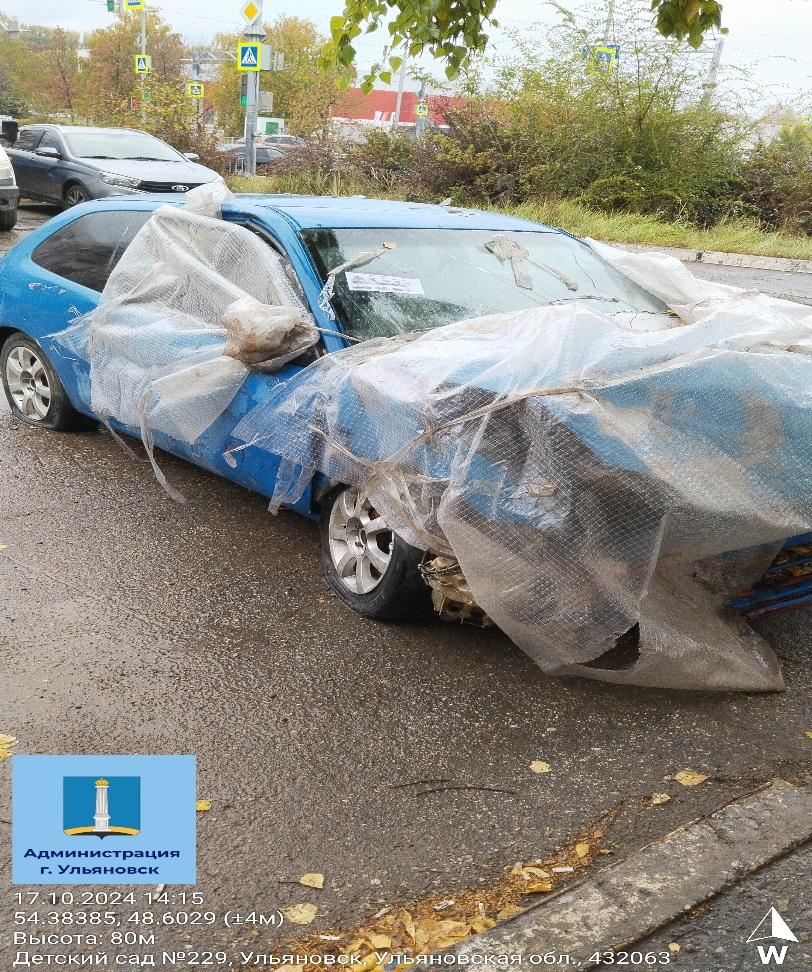 Администрация
г. Ульяновск
17.10.2024 14:15
54.38385, 48.6029 (±4м)
Высота: 80м
Детский сад №229, Ульяновск, Ульяновская обл., 432063
W